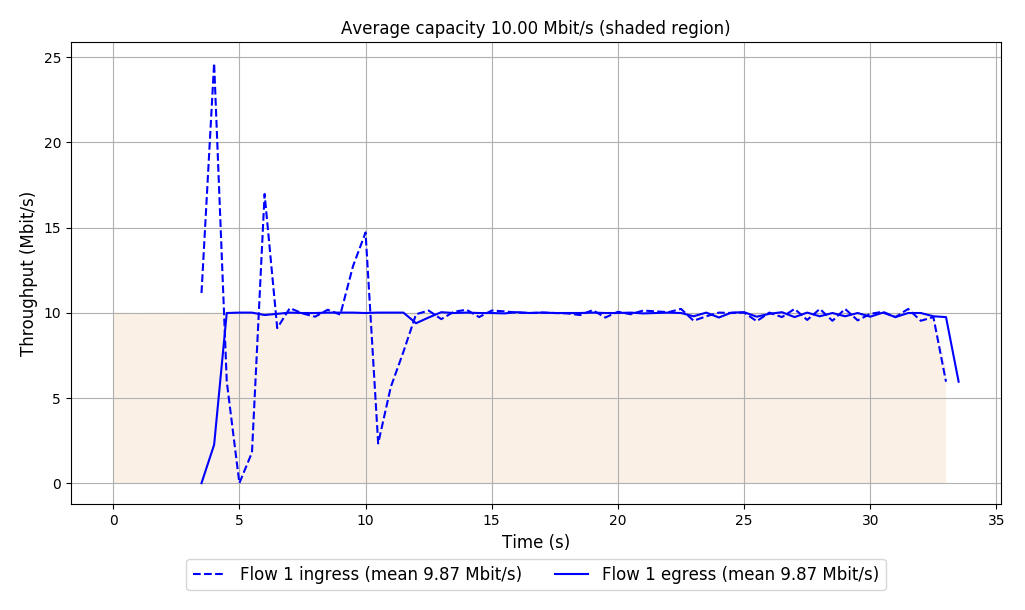 Average capacity 10.00 Mbit/s (shaded region)
25
20
15
10
5
0
Throughput (Mbit/s)
0 5 10 15 20 25 30 35
Time (s)
Flow 1 ingress (mean 9.87 Mbit/s) Flow 1 egress (mean 9.87 Mbit/s)